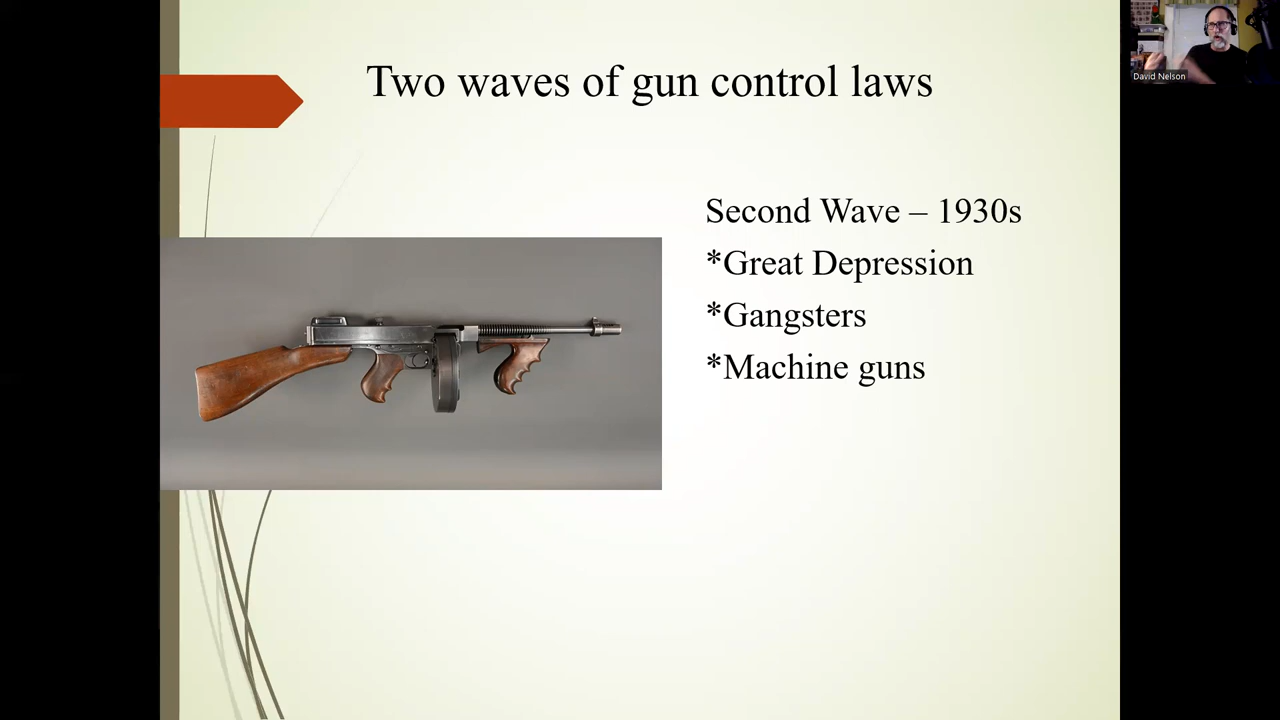 Two waves of gun control laws
Second Wave – 1930s
*Great Depression
*Gangsters
*Machine guns
David Nelson